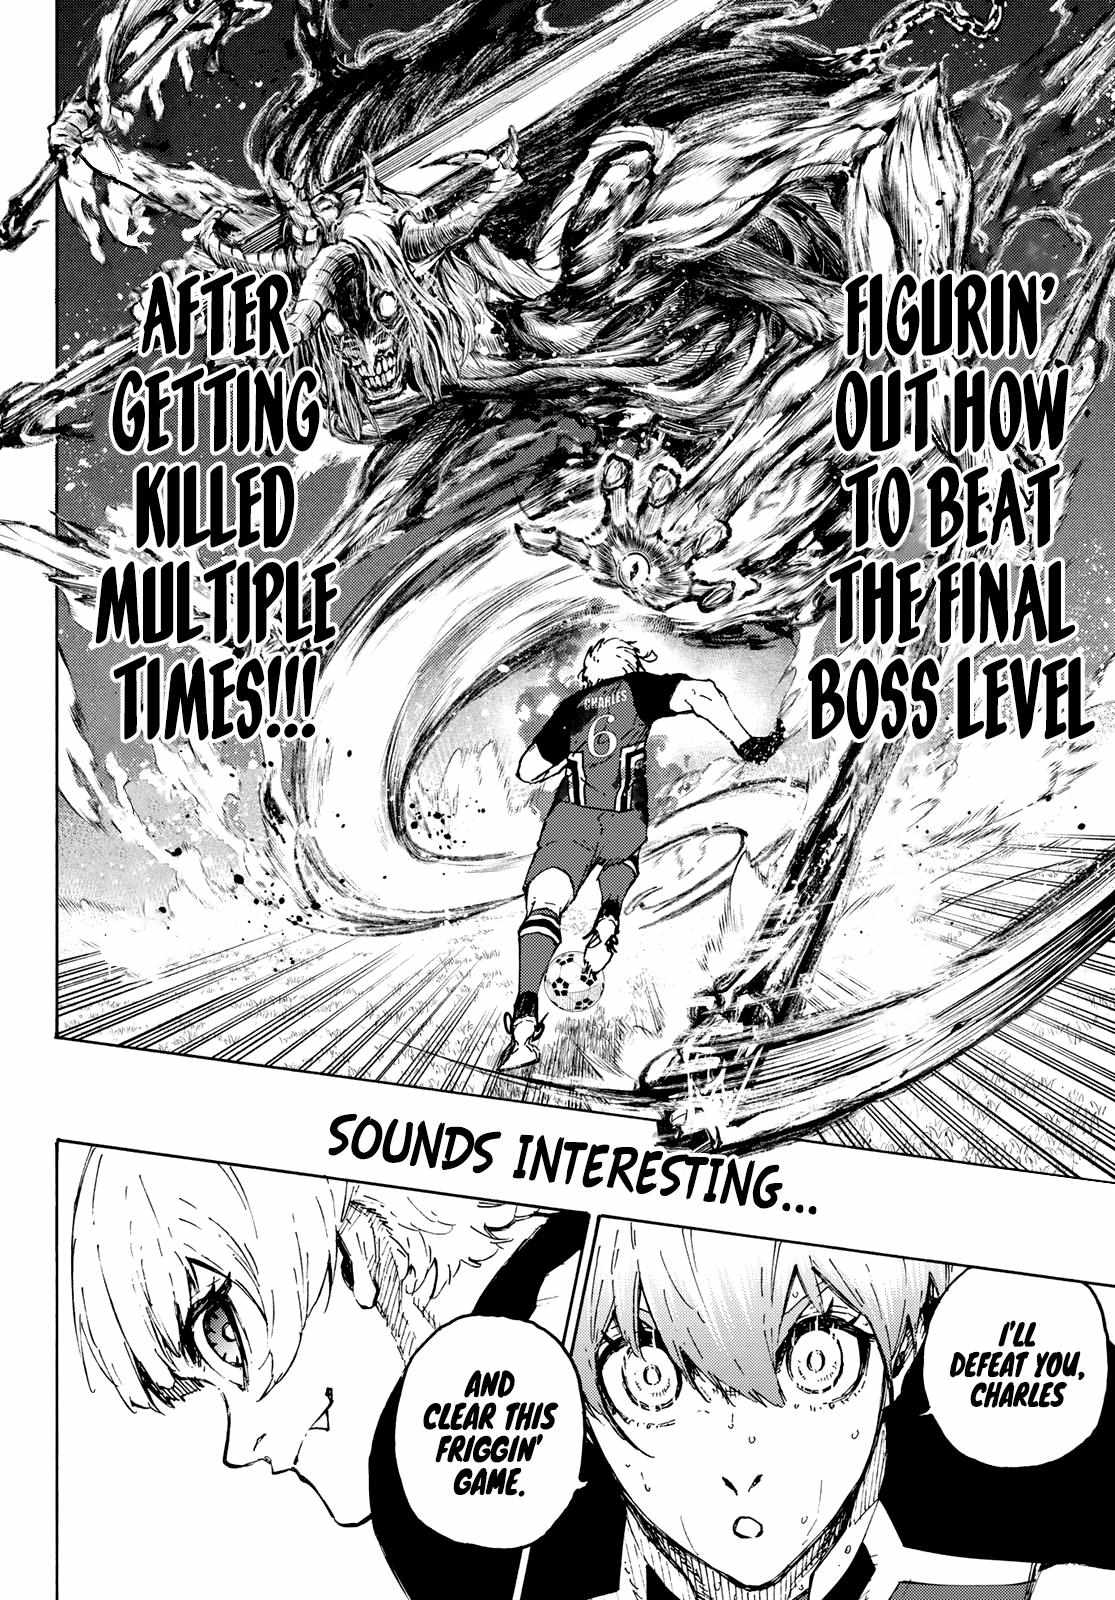 FIGURIN'
OUT HOW
TO BEAT
THE FINAL
BOSS LEVEL
AFTER
GETTING
KILLED
MULTIPLE
TIMES!!!
CHARLES
6
SOUNDS INTERESTING...
I'LL
DEFEAT YOU,
CHARLES
AND
CLEAR THIS
FRIGGIN'
GAME.